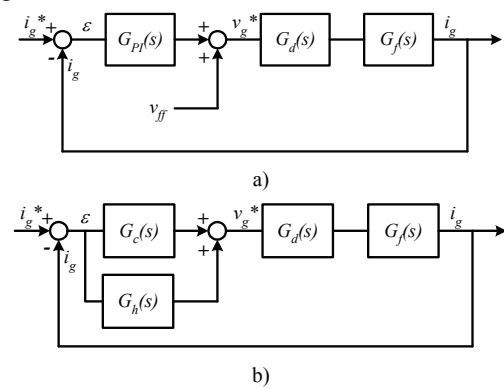 i_g* + ε G_PI(s) + v_g* G_d(s) G_f(s) i_g
- i_g +
v_ff
a)
i_g* + ε G_c(s) + v_g* G_d(s) G_f(s) i_g
- i_g +
G_h(s)
b)